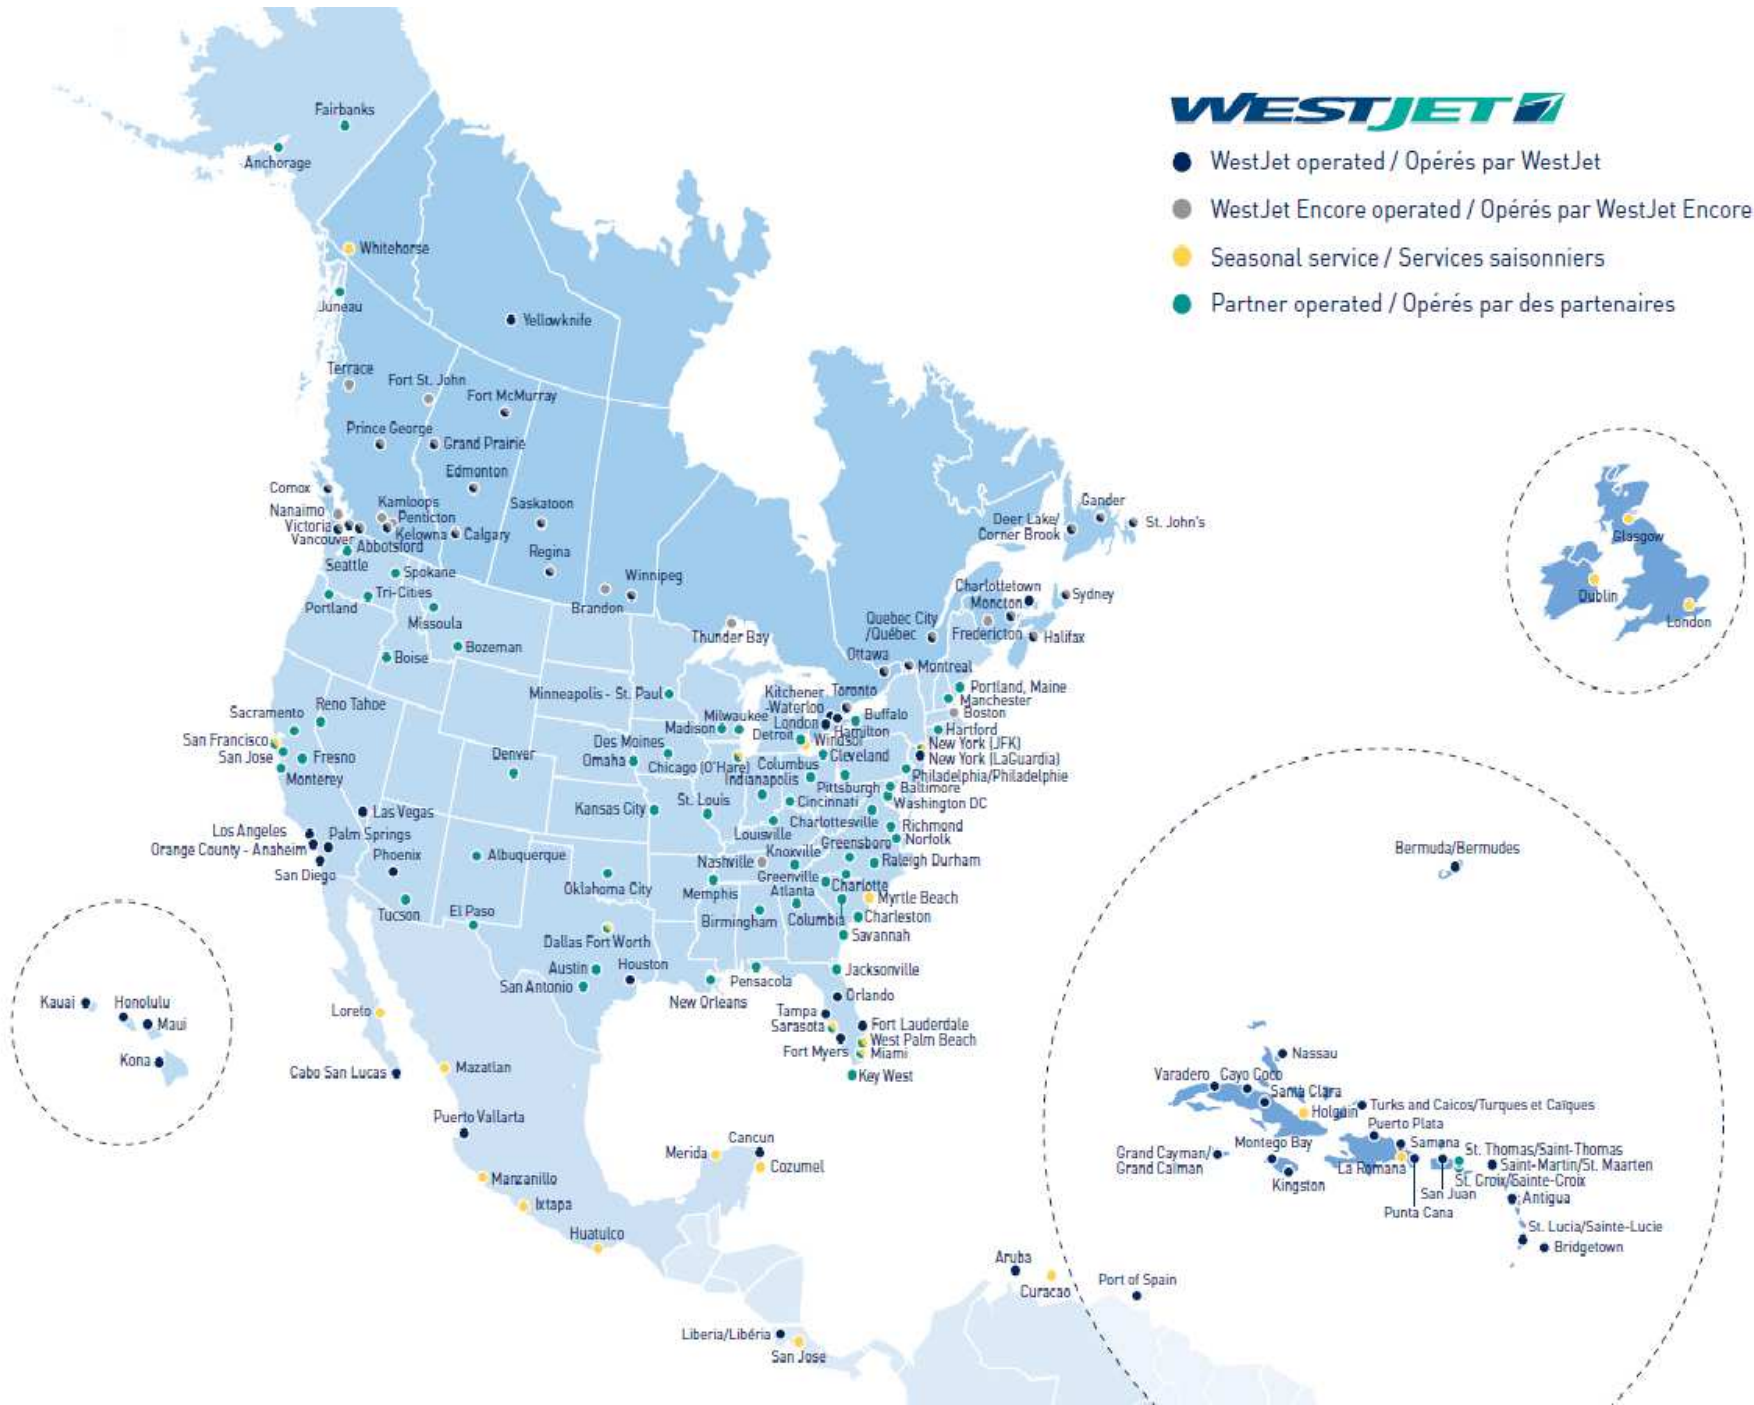 WESTJET
WestJet operated / Opérés par WestJet
WestJet Encore operated / Opérés par WestJet Encore
Seasonal service / Services saisonniers
Partner operated / Opérés par des partenaires
Fairbanks
Anchorage
Whitehorse
Juneau
Yellowknife
Terrace
Fort St. John
Fort McMurray
Prince George
Grand Prairie
Edmonton
Comox
Nanaimo
Kamloops
Saskatoon
Penticton
Victoria
Kelowna
Calgary
Vancouver
Abbotsford
Regina
Seattle
Spokane
Winnipeg
Tri-Cities
Portland
Brandon
Missoula
Thunder Bay
Bozeman
Boise
Gander
Deer Lake/
Corner Brook
St. John's
Charlottetown
Moncton
Sydney
Quebec City
/Québec
Fredericton
Halifax
Ottawa
Montreal
Glasgow
Dublin
London
Minneapolis - St. Paul
Kitchener
-Waterloo
Toronto
Portland, Maine
Manchester
Reno Tahoe
Sacramento
Milwaukee
London
Buffalo
Boston
Madison
Detroit
Windsor
Hamilton
Hartford
San Francisco
San Jose
Fresno
Monterey
Denver
Des Moines
Omaha
Chicago (O'Hare)
Columbus
Cleveland
New York (JFK)
New York (LaGuardia)
Indianapolis
Pittsburgh
Philadelphia/Philadelphie
Baltimore
Kansas City
St. Louis
Cincinnati
Washington DC
Las Vegas
Louisville
Charlottesville
Richmond
Los Angeles
Palm Springs
Orange County - Anaheim
Phoenix
San Diego
Albuquerque
Nashville
Knoxville
Greensboro
Norfolk
Raleigh Durham
Oklahoma City
Memphis
Greenville
Atlanta
Charlotte
Myrtle Beach
Tucson
El Paso
Birmingham
Columbia
Charleston
Dallas Fort Worth
Savannah
Austin
Houston
San Antonio
Pensacola
Jacksonville
New Orleans
Orlando
Tampa
Sarasota
Fort Lauderdale
West Palm Beach
Fort Myers
Miami
Key West
Kauai
Honolulu
Maui
Kona
Loreto
Cabo San Lucas
Mazatlan
Puerto Vallarta
Cancun
Merida
Cozumel
Manzanillo
Ixtapa
Huatulco
Bermuda/Bermudes
Nassau
Varadero
Cayo Coco
Santa Clara
Holguin
Turks and Caicos/Turques et Caïques
Puerto Plata
Montego Bay
Samana
St. Thomas/Saint-Thomas
Grand Cayman/
Grand Caïman
La Romana
Saint-Martin/St. Maarten
Kingston
St. Croix/Sainte-Croix
San Juan
Antigua
Punta Cana
St. Lucia/Sainte-Lucie
Bridgetown
Aruba
Curacao
Port of Spain
Liberia/Libéria
San Jose